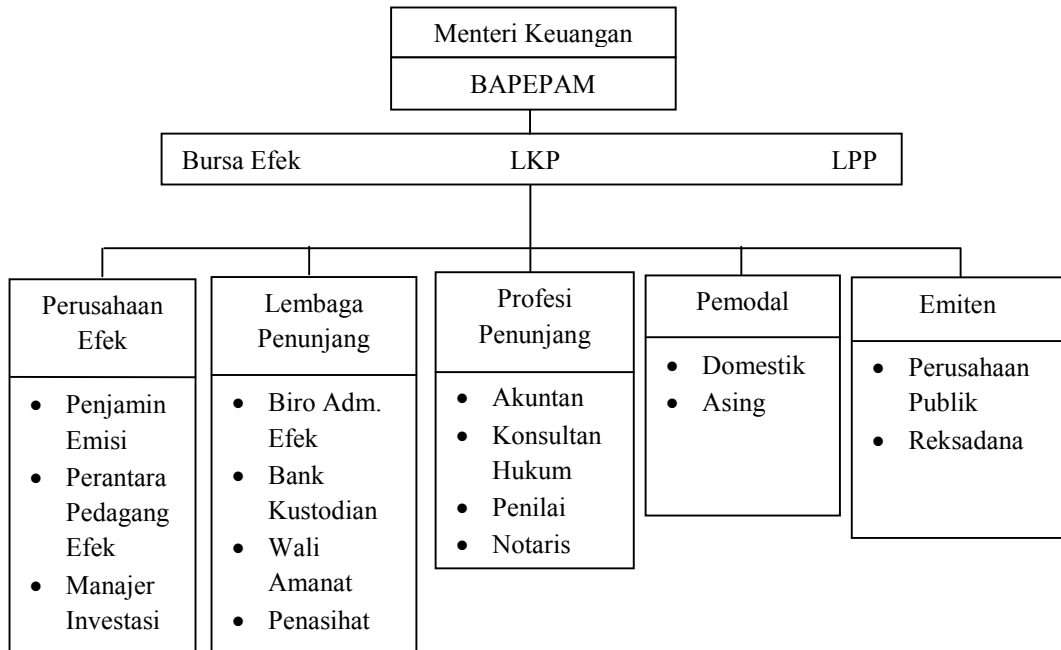 Menteri Keuangan
BAPEPAM
Bursa Efek LKP LPP
Perusahaan
Efek
• Penjamin
Emisi
• Perantara
Pedagang
Efek
• Manajer
Investasi
Lembaga
Penunjang
• Biro Adm.
Efek
• Bank
Kustodian
• Wali
Amanat
• Penasihat
Profesi
Penunjang
• Akuntan
• Konsultan
Hukum
• Penilai
• Notaris
Pemodal
• Domestik
• Asing
Emiten
• Perusahaan
Publik
• Reksadana